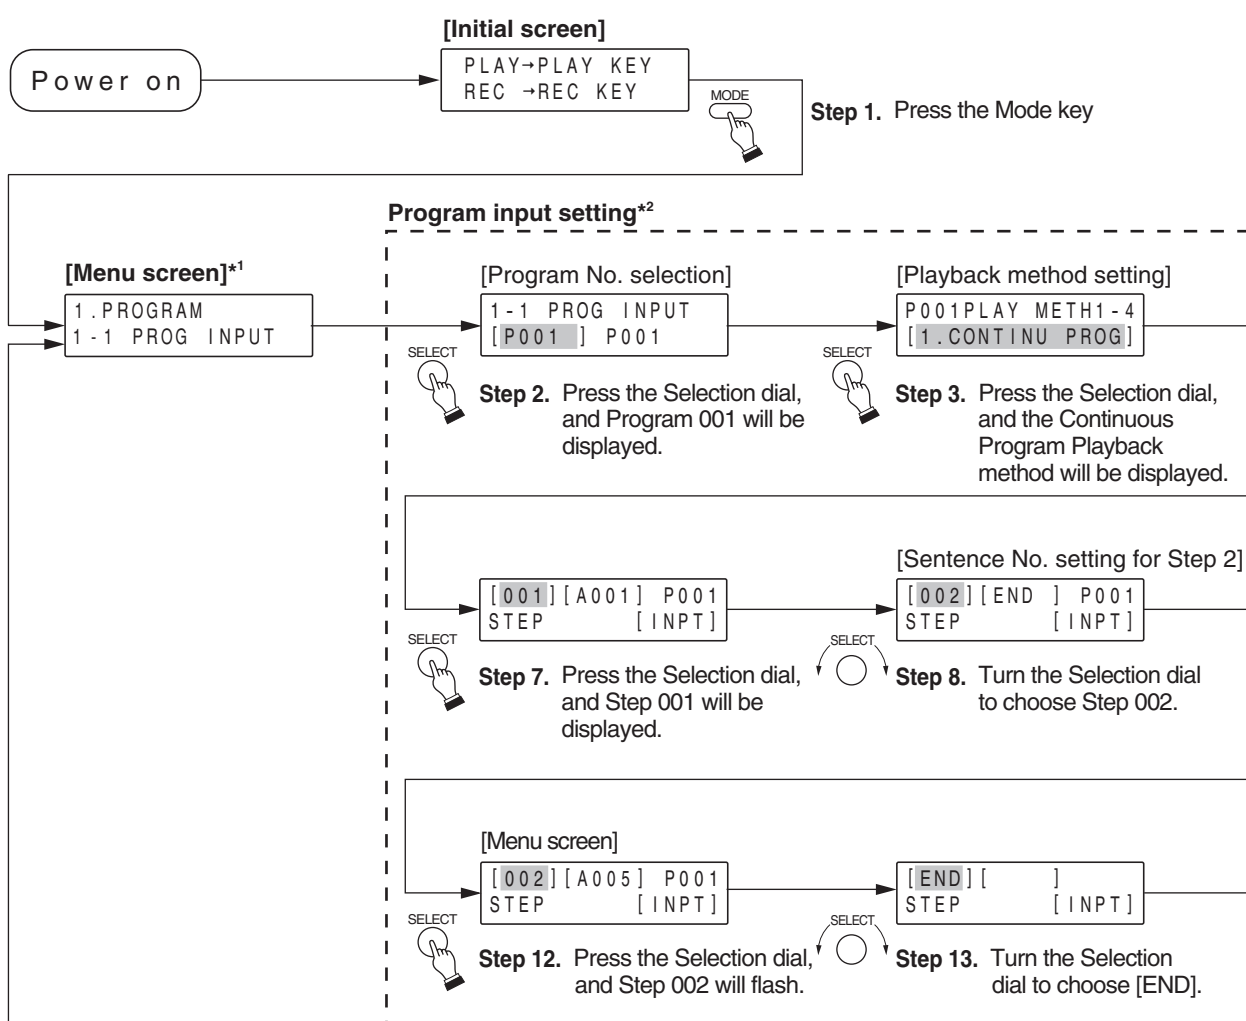 [Initial screen]
Power on
PLAY→PLAY KEY
REC →REC KEY
MODE
Step 1. Press the Mode key
Program input setting*2
[Menu screen]*1
1.PROGRAM
1-1 PROG INPUT
[Program No. selection]
1-1 PROG INPUT
[P001 ] P001
SELECT
Step 2. Press the Selection dial,
and Program 001 will be
displayed.
[Playback method setting]
P001PLAY METH1-4
[1.CONTINU PROG]
SELECT
Step 3. Press the Selection dial,
and the Continuous
Program Playback
method will be displayed.
[001][A001] P001
STEP [INPT]
SELECT
Step 7. Press the Selection dial,
and Step 001 will be
displayed.
[Sentence No. setting for Step 2]
[002][END ] P001
STEP [INPT]
SELECT
Step 8. Turn the Selection dial
to choose Step 002.
[Menu screen]
[002][A005] P001
STEP [INPT]
SELECT
Step 12. Press the Selection dial,
and Step 002 will flash.
[END][ ]
STEP [INPT]
SELECT
Step 13. Turn the Selection
dial to choose [END].